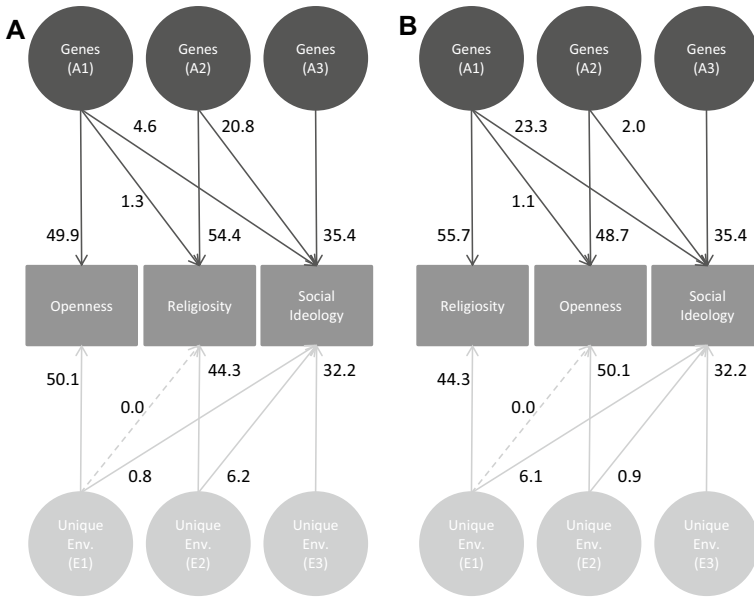 A
Genes
(A1)
Genes
(A2)
Genes
(A3)
4.6
20.8
1.3
49.9
54.4
35.4
Openness
Religiosity
Social
Ideology
50.1
44.3
32.2
0.0
0.8
6.2
Unique
Env.
(E1)
Unique
Env.
(E2)
Unique
Env.
(E3)
B
Genes
(A1)
Genes
(A2)
Genes
(A3)
23.3
2.0
1.1
55.7
48.7
35.4
Religiosity
Openness
Social
Ideology
44.3
50.1
32.2
0.0
6.1
0.9
Unique
Env.
(E1)
Unique
Env.
(E2)
Unique
Env.
(E3)